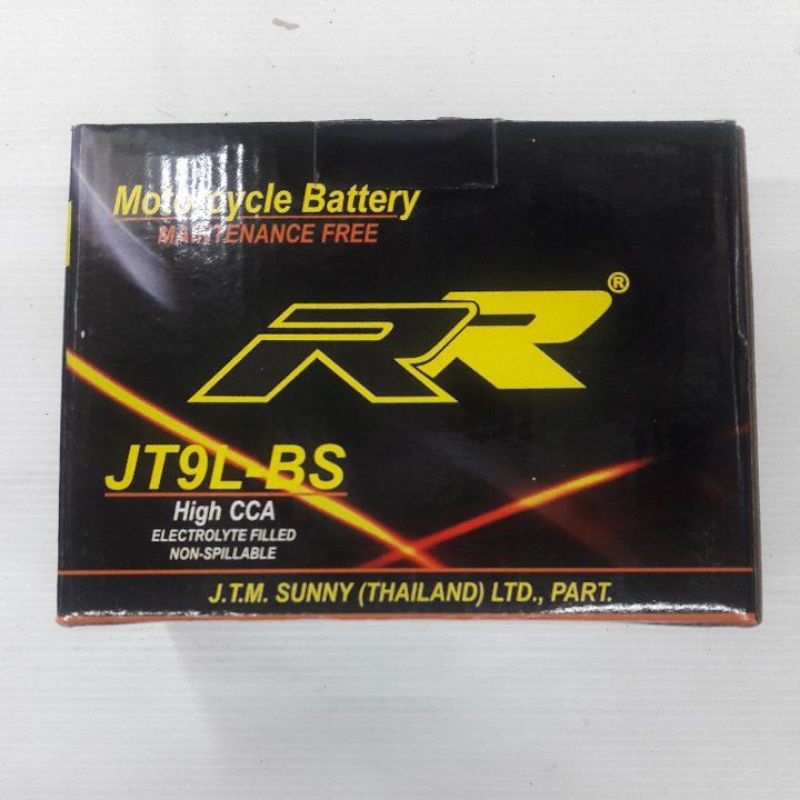 Motorcycle Battery
MAINTENANCE FREE
RR®
JT9L-BS
High CCA
ELECTROLYTE FILLED
NON-SPILLABLE
J.T.M. SUNNY (THAILAND) LTD., PART.